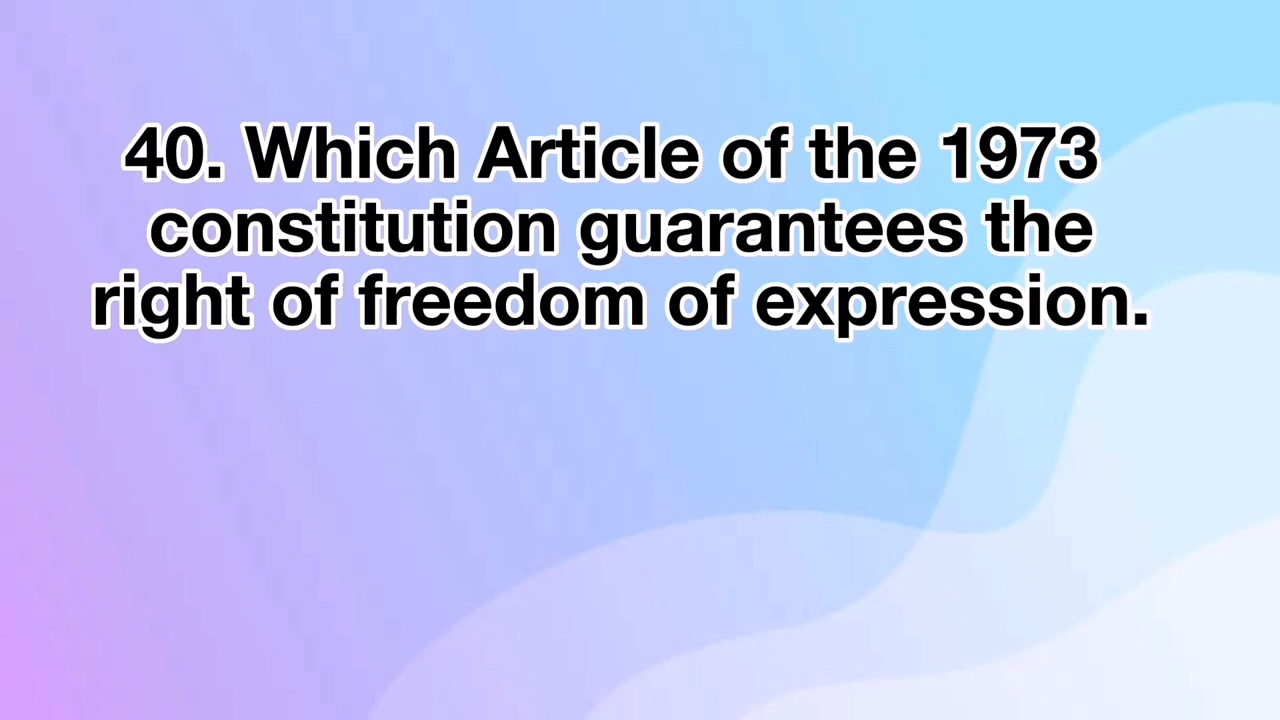 40. Which Article of the 1973
constitution guarantees the
right of freedom of expression.